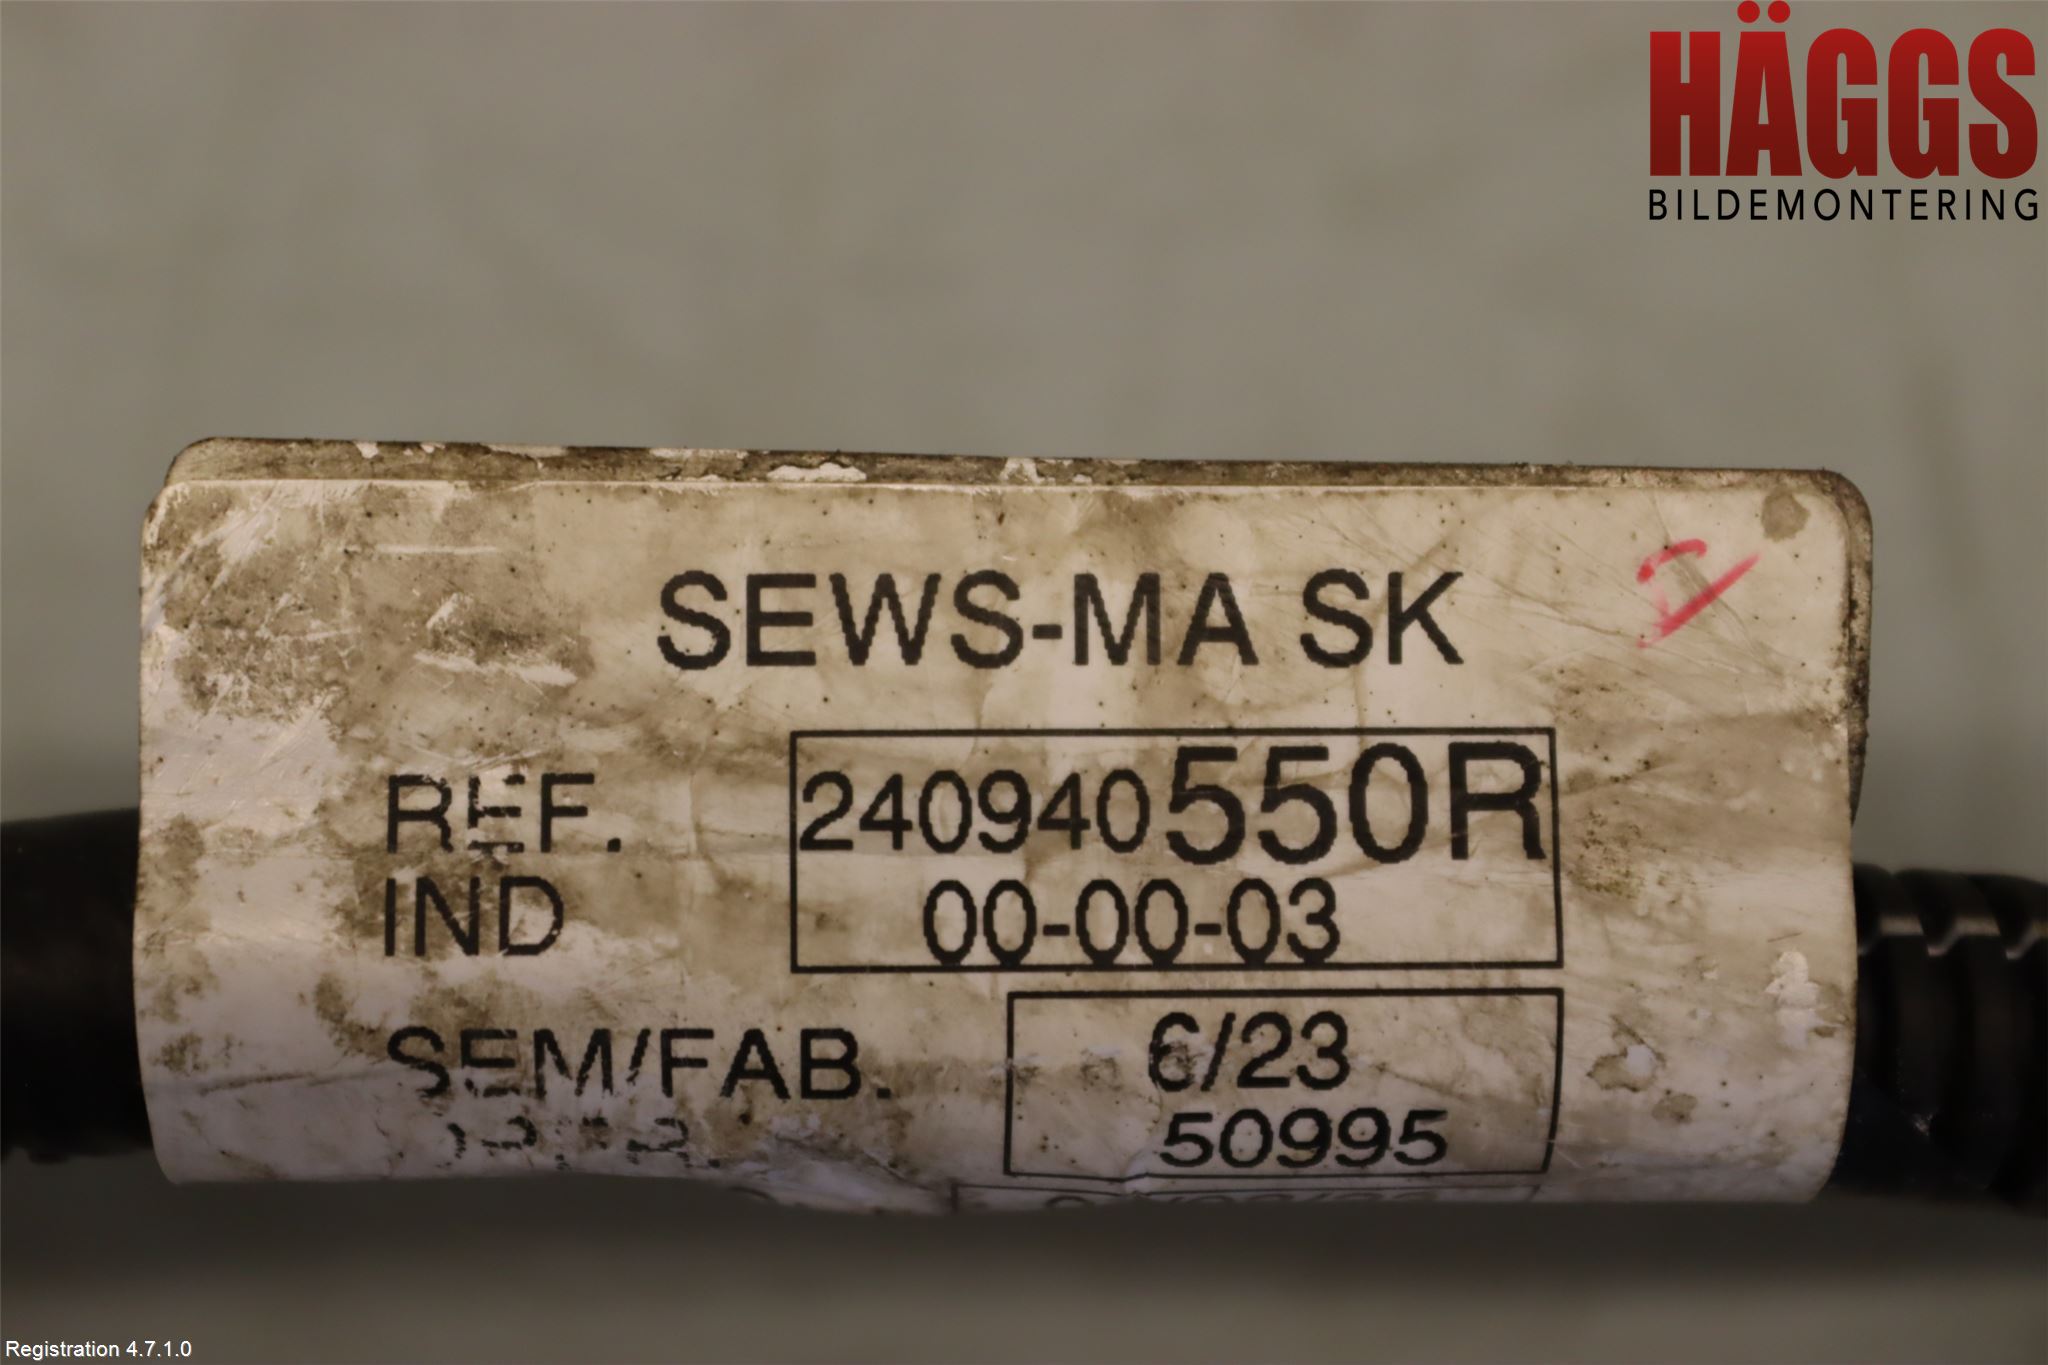 HÄGGS
BILDEMONTERING
SEWS-MA SK
REF. 240940550R
IND 00-00-03
SEM/FAB. 6/23
50995
Registration 4.7.1.0